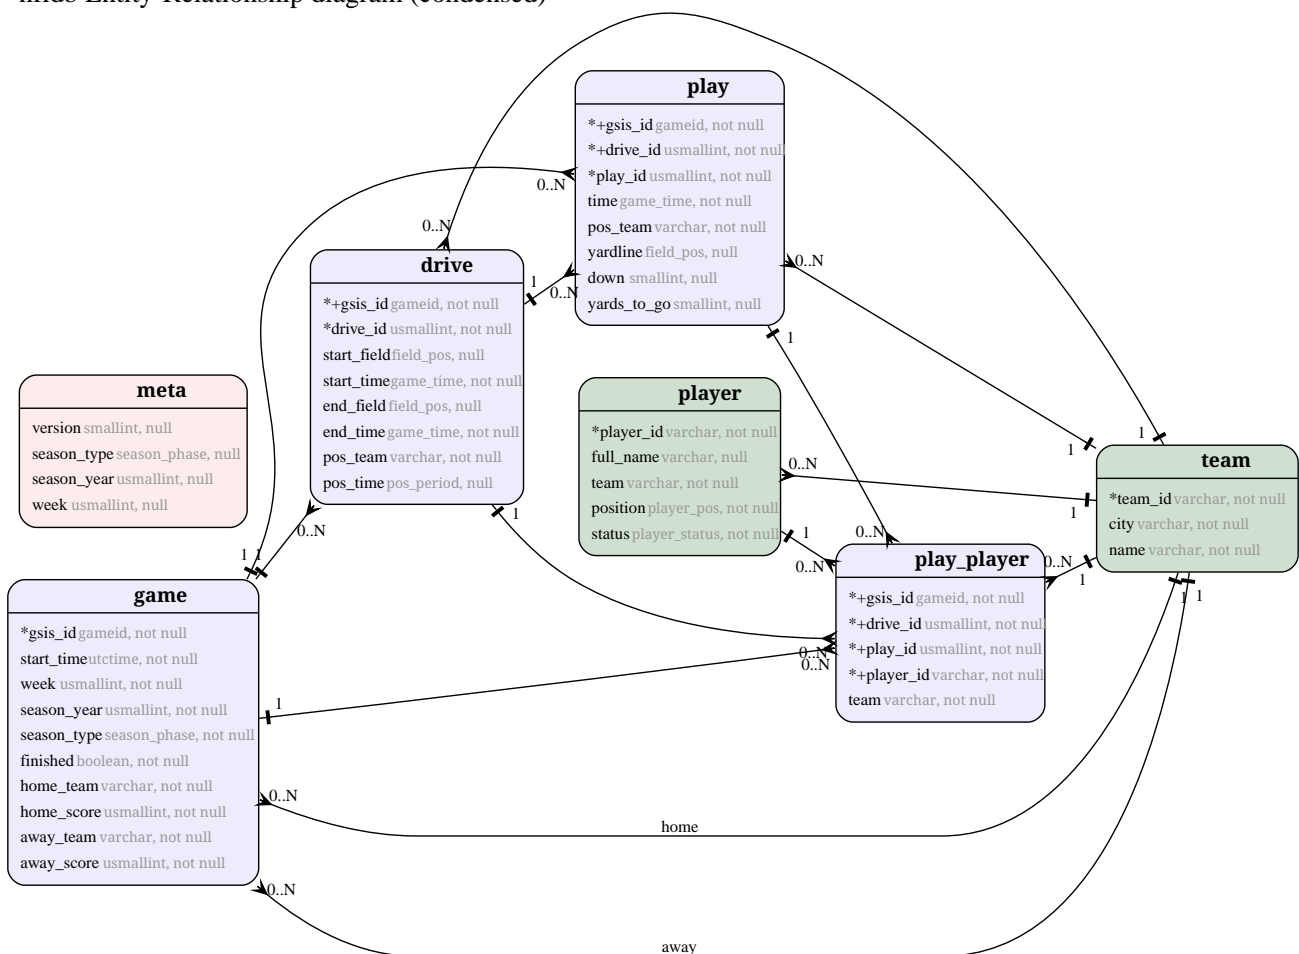 nfldb Entity-Relationship diagram (condensed)
play
*+gsis_id gameid, not null
*+drive_id usmallint, not null
*play_id usmallint, not null
time game_time, not null
pos_team varchar, not null
yardline field_pos, null
down smallint, null
yards_to_go smallint, null
drive
*+gsis_id gameid, not null
*drive_id usmallint, not null
start_field field_pos, null
start_time game_time, not null
end_field field_pos, null
end_time game_time, not null
pos_team varchar, not null
pos_time pos_period, null
meta
version smallint, null
season_type season_phase, null
season_year usmallint, null
week usmallint, null
player
*player_id varchar, not null
full_name varchar, null
team varchar, not null
position player_pos, not null
status player_status, not null
team
*team_id varchar, not null
city varchar, not null
name varchar, not null
play_player
*+gsis_id gameid, not null
*+drive_id usmallint, not null
*+play_id usmallint, not null
*+player_id varchar, not null
team varchar, not null
game
*gsis_id gameid, not null
start_time utctime, not null
week usmallint, not null
season_year usmallint, not null
season_type season_phase, not null
finished boolean, not null
home_team varchar, not null
home_score usmallint, not null
away_team varchar, not null
away_score usmallint, not null
0..N
0..N
1
0..N
0..N
1
1
1
0..N
1
0..N
1
0..N
1
0..N
0..N
1
1
1
0..N
0..N
0..N
1
1
1
0..N
home
0..N
away